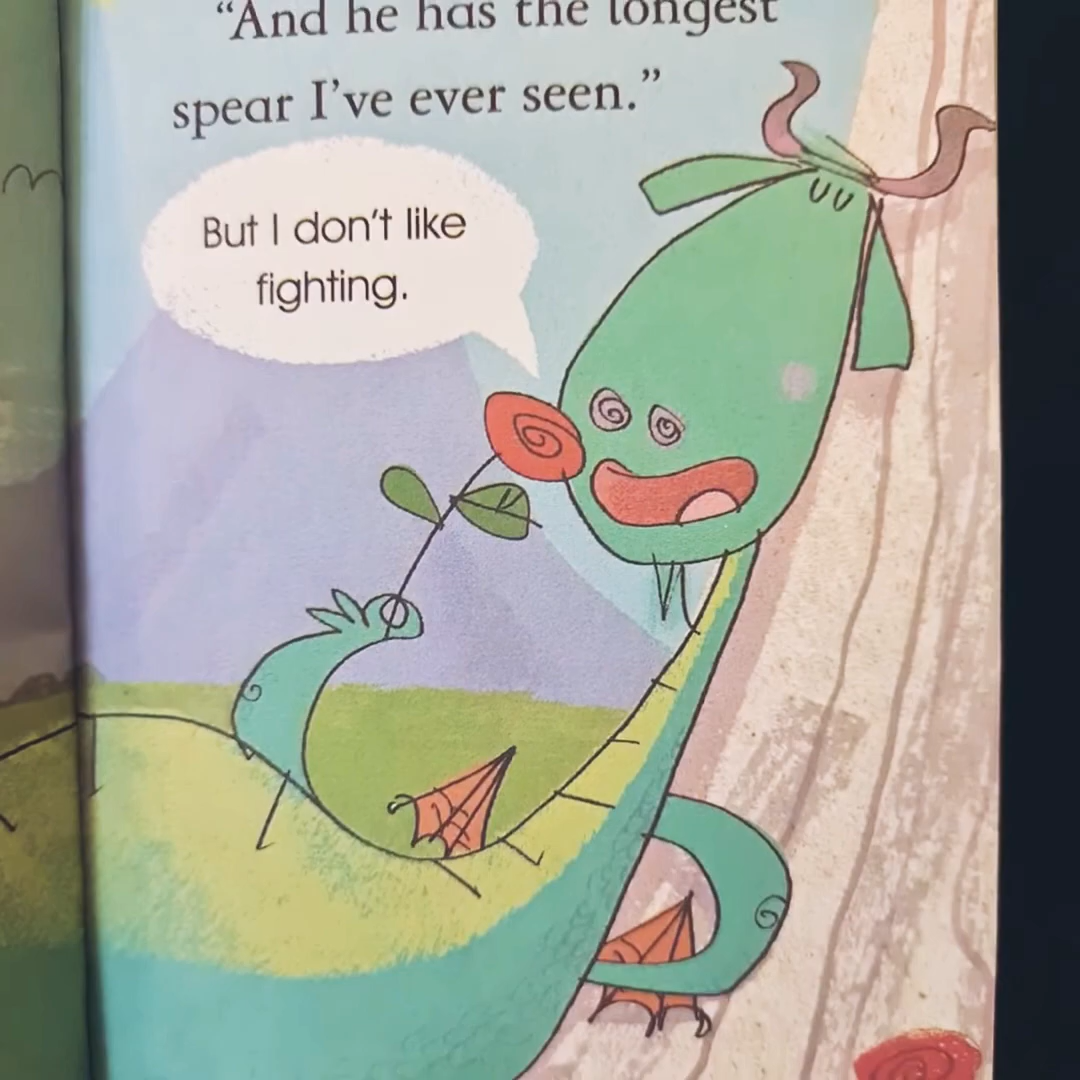 “And he has the longest
spear I’ve ever seen.”
But I don’t like
fighting.